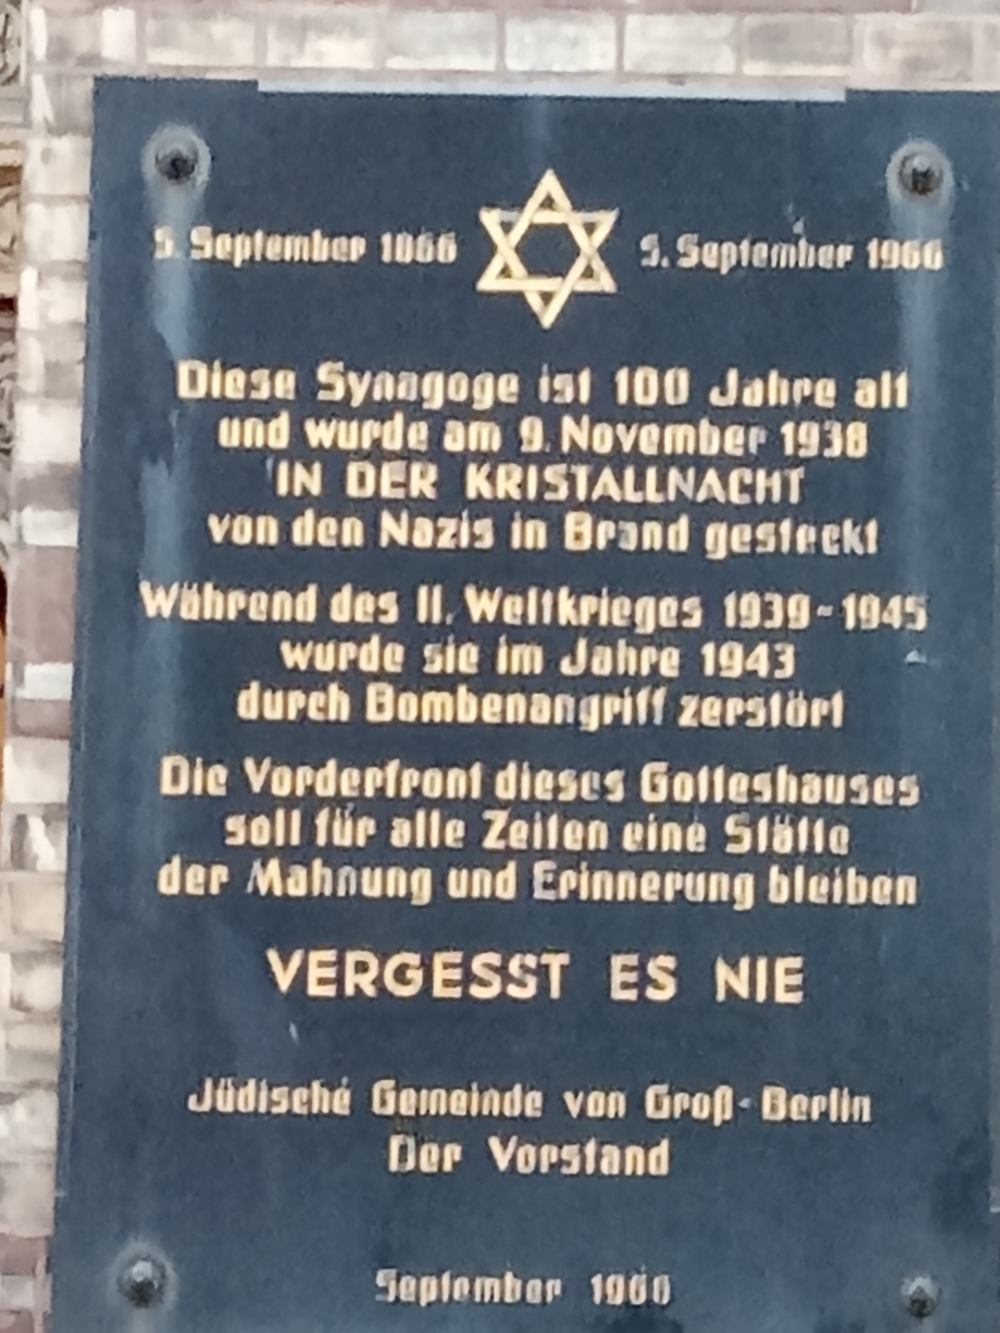 5. September 1866 5. September 1966
Diese Synagoge ist 100 Jahre alt
und wurde am 9. November 1938
IN DER KRISTALLNACHT
von den Nazis in Brand gesteckt
Während des II. Weltkrieges 1939-1945
wurde sie im Jahre 1943
durch Bombenangriff zerstört
Die Vorderfront dieses Gotteshauses
soll für alle Zeiten eine Stätte
der Mahnung und Erinnerung bleiben
VERGESST ES NIE
Jüdische Gemeinde von Groß-Berlin
Der Vorstand
September 1966